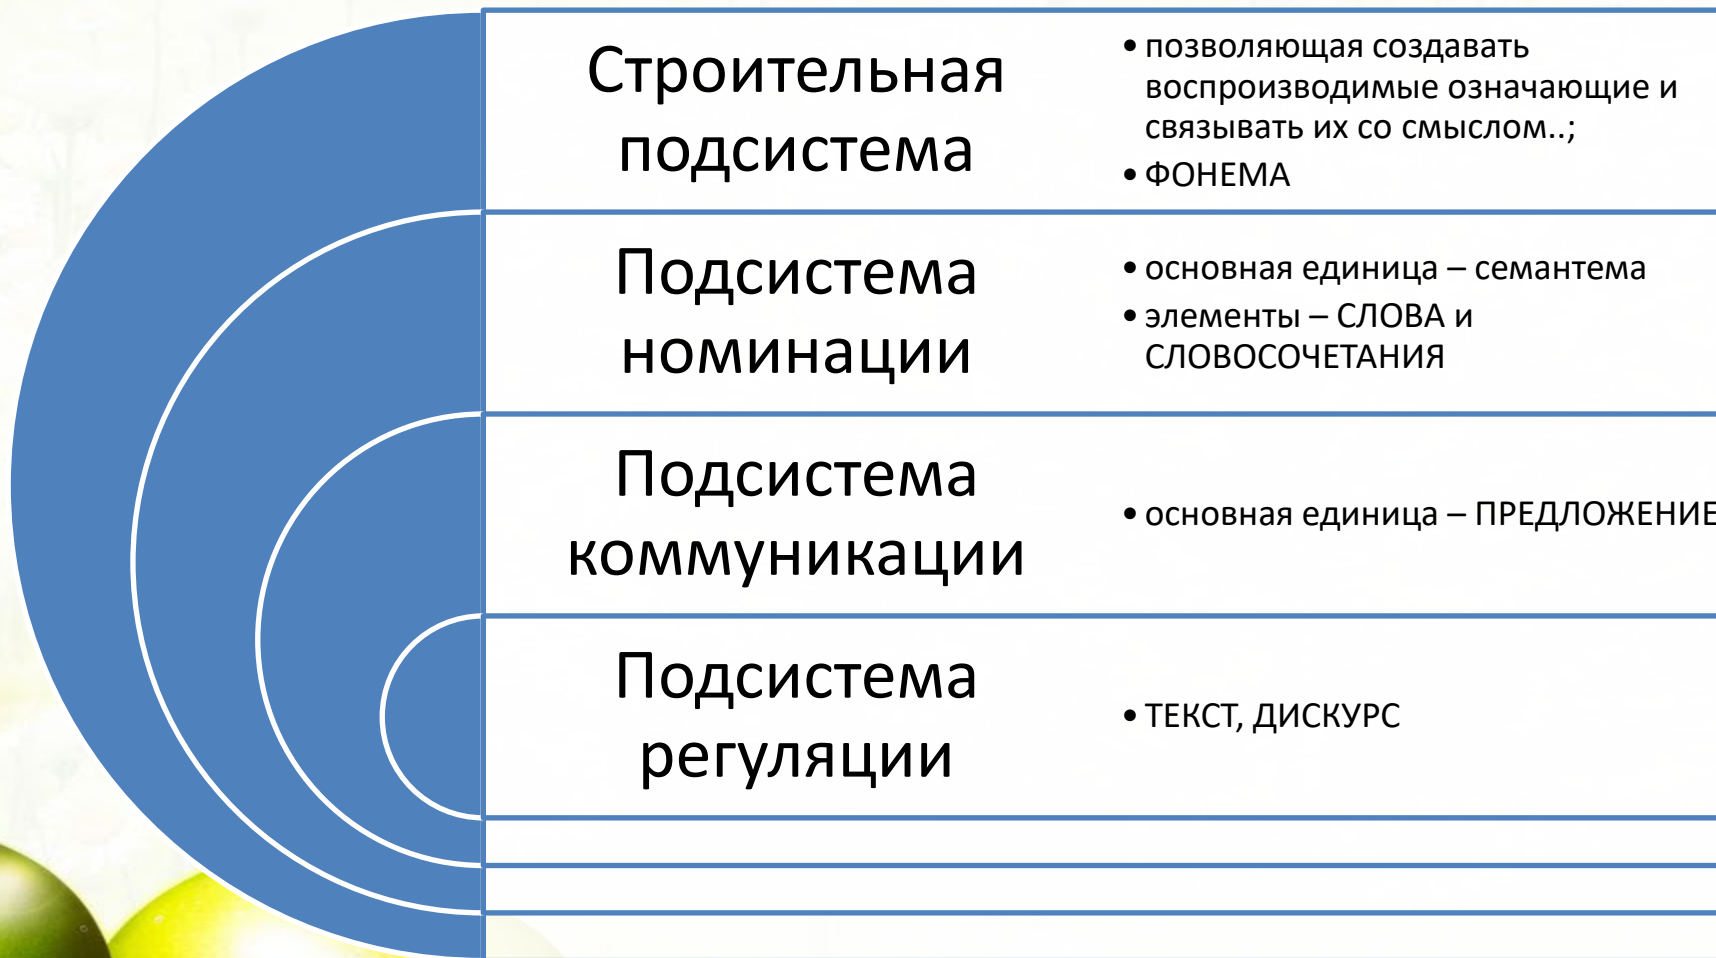 Строительная
подсистема
• позволяющая создавать
воспроизводимые означающие и
связывать их со смыслом..;
• ФОНЕМА
Подсистема
номинации
• основная единица – семантема
• элементы – СЛОВА и
СЛОВОСОЧЕТАНИЯ
Подсистема
коммуникации
• основная единица – ПРЕДЛОЖЕНИЕ
Подсистема
регуляции
• ТЕКСТ, ДИСКУРС